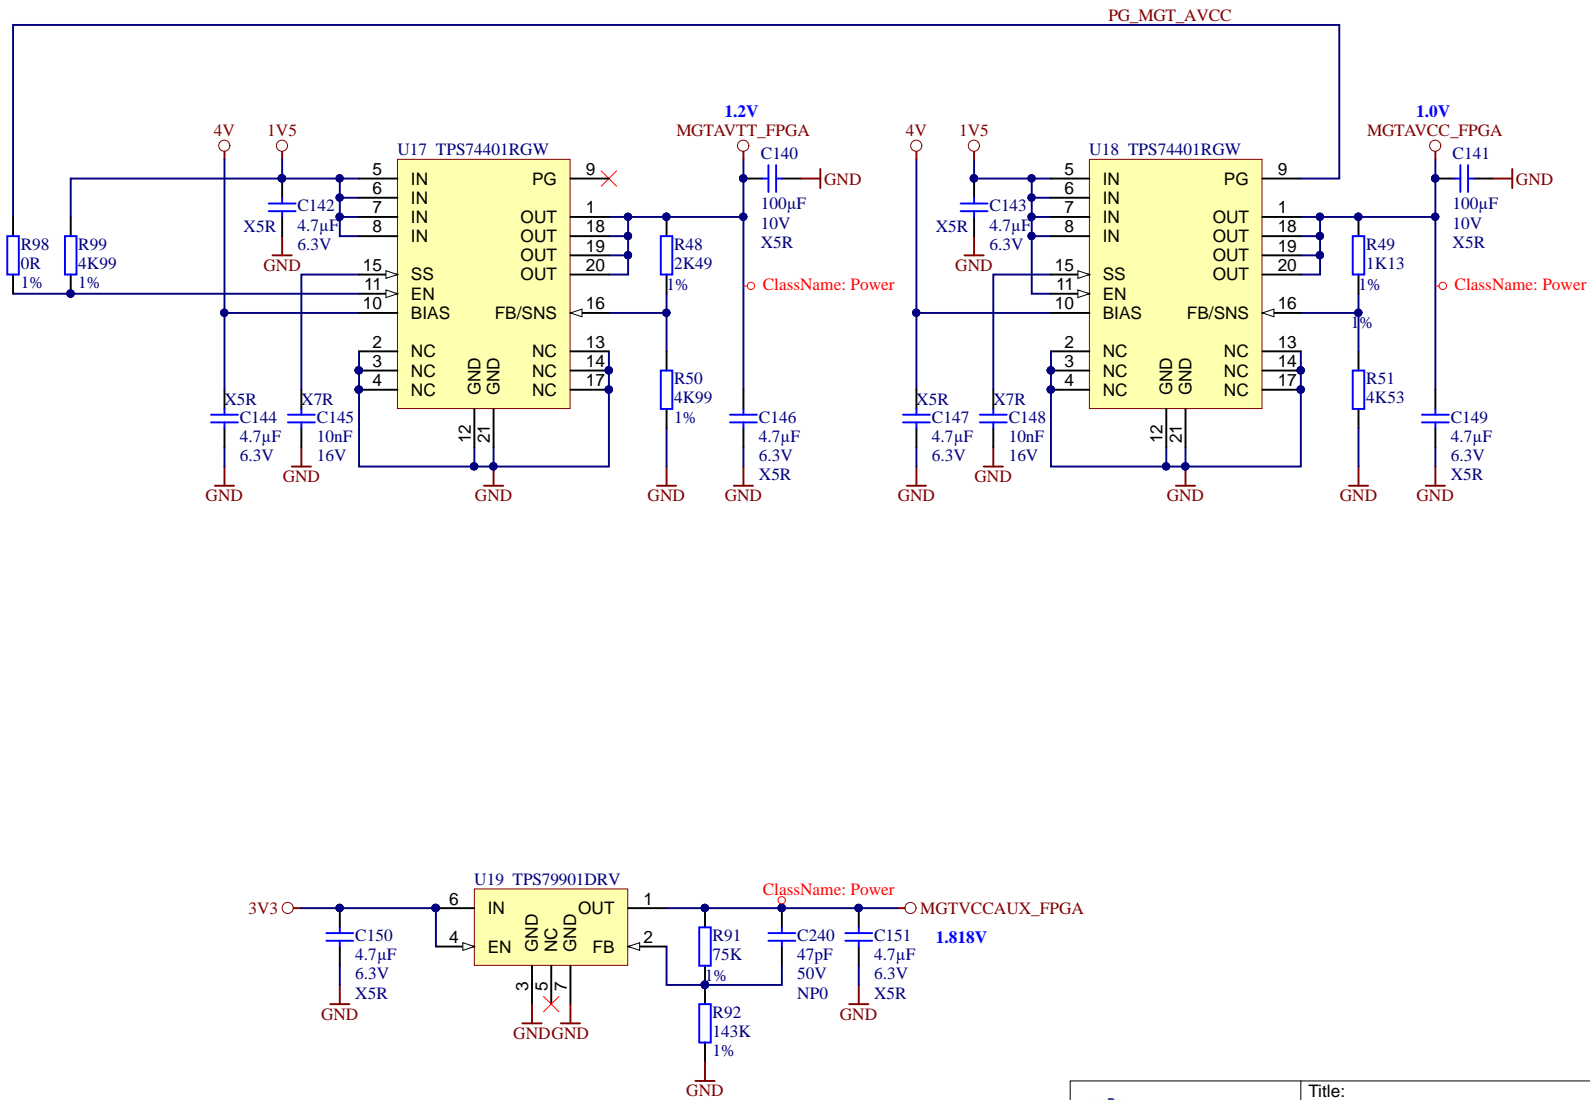 PG_MGT_AVCC
1.2V
MGTAVTT_FPGA
4V
1V5
U17 TPS74401RGW
C140
GND
100µF
10V
X5R
5 IN
6 IN
7 IN
8 IN
15 SS
11 EN
10 BIAS
2 NC
3 NC
4 NC
PG 9
OUT 1
OUT 18
OUT 19
OUT 20
FB/SNS 16
NC 13
NC 14
NC 17
GND
GND
12
21
GND
C142
4.7µF
6.3V
X5R
GND
R98
0R
1%
R99
4K99
1%
R48
2K49
1%
ClassName: Power
R50
4K99
1%
GND
X5R
C144
4.7µF
6.3V
GND
X7R
C145
10nF
16V
GND
C146
4.7µF
6.3V
X5R
GND
1.0V
MGTAVCC_FPGA
4V
1V5
U18 TPS74401RGW
C141
GND
100µF
10V
X5R
5 IN
6 IN
7 IN
8 IN
15 SS
11 EN
10 BIAS
2 NC
3 NC
4 NC
PG 9
OUT 1
OUT 18
OUT 19
OUT 20
FB/SNS 16
NC 13
NC 14
NC 17
GND
GND
12
21
GND
C143
4.7µF
6.3V
X5R
GND
R49
1K13
1%
ClassName: Power
1%
R51
4K53
GND
X5R
C147
4.7µF
6.3V
GND
X7R
C148
10nF
16V
GND
C149
4.7µF
6.3V
X5R
GND
U19 TPS79901DRV
3V3
6 IN
4 EN
OUT 1
FB 2
GND
NC
GND
3
5
7
GND
GND
C150
4.7µF
6.3V
X5R
GND
ClassName: Power
MGTVCCAUX_FPGA
1.818V
R91
75K
1%
C240
47pF
50V
NP0
C151
4.7µF
6.3V
X5R
GND
R92
143K
1%
GND
Title: